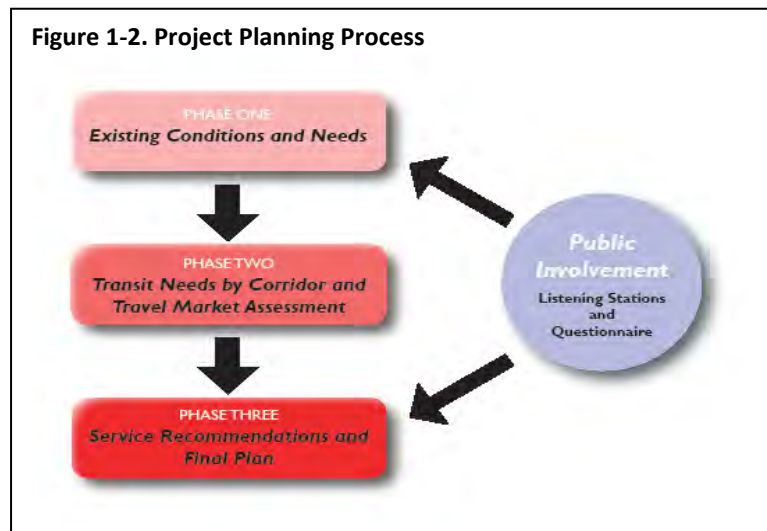 Figure 1-2. Project Planning Process
PHASE ONE
Existing Conditions and Needs
PHASE TWO
Transit Needs by Corridor and
Travel Market Assessment
PHASE THREE
Service Recommendations and
Final Plan
Public
Involvement
Listening Stations
and
Questionnaire